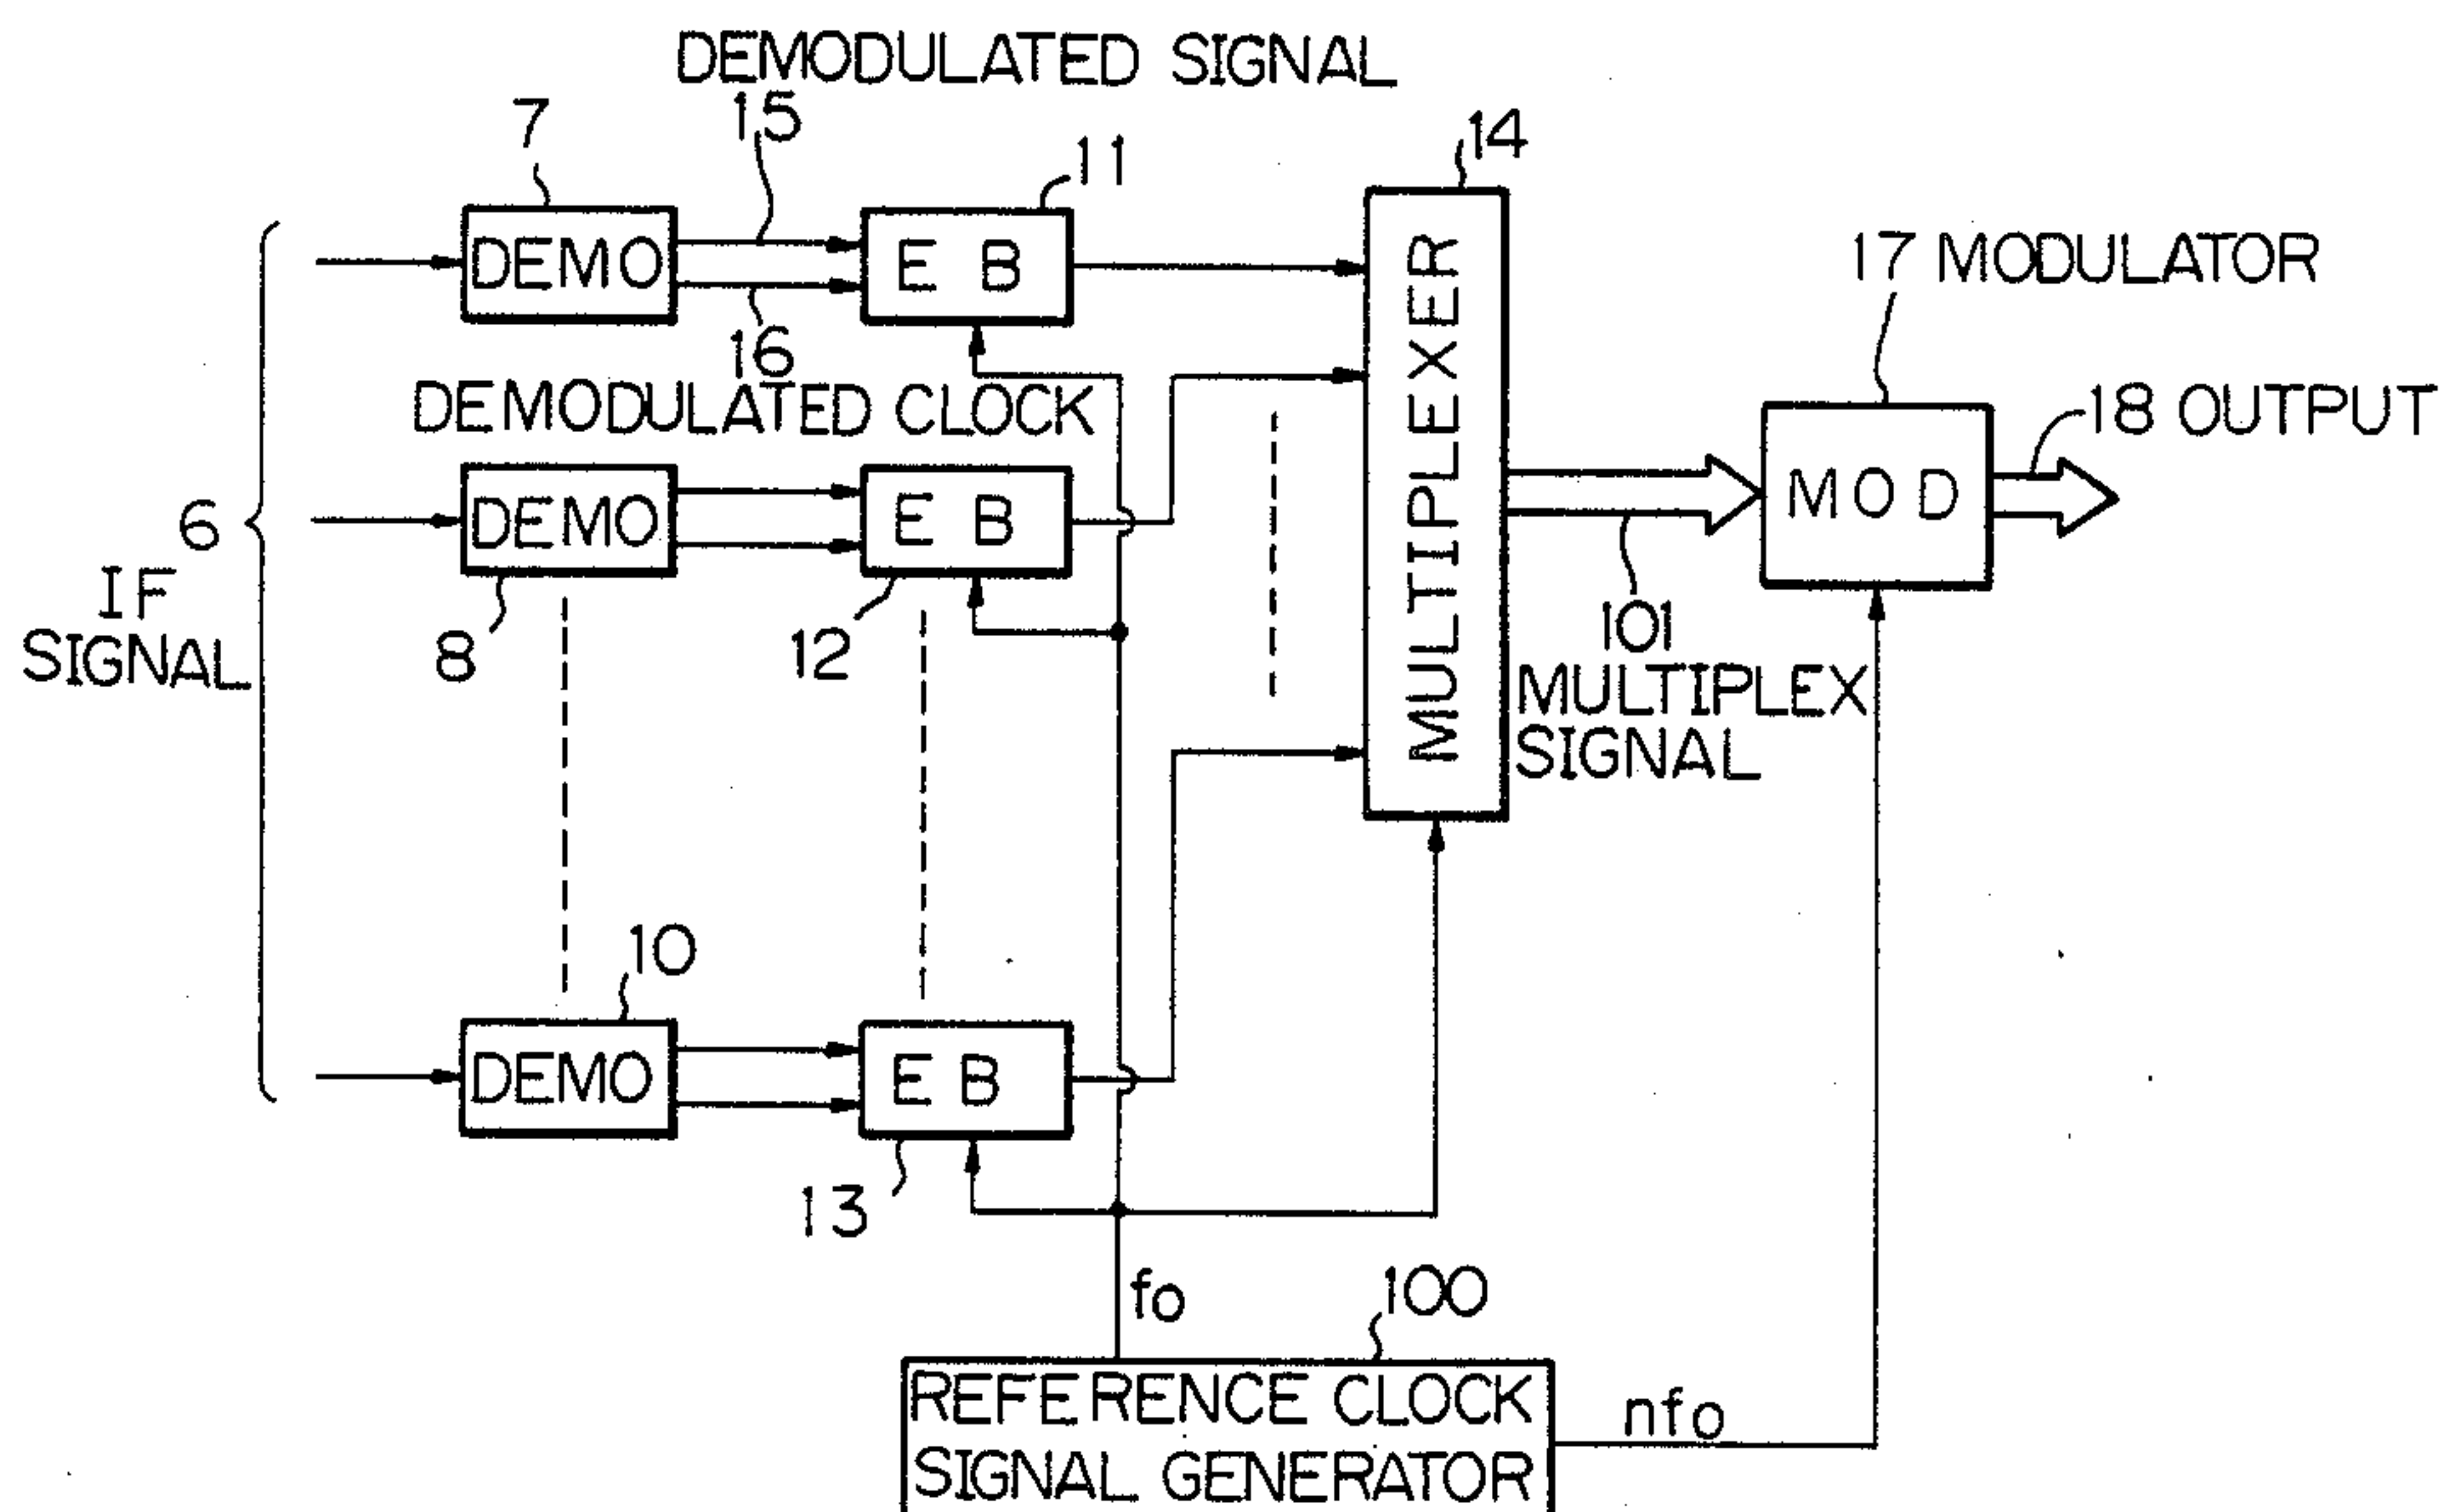 DEMODULATED SIGNAL
7
15
11
14
DEMO
E B
16
DEMODULATED CLOCK
17 MODULATOR
18 OUTPUT
6
IF
SIGNAL
DEMO
E B
8
12
MULTIPLEXER
M O D
101
MULTIPLEX
SIGNAL
10
DEMO
E B
13
fo
100
REFERENCE CLOCK
SIGNAL GENERATOR
nfo